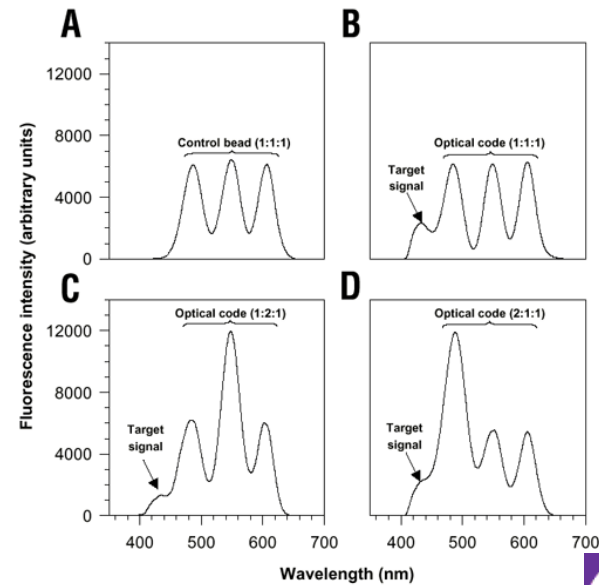 A
B
12000
8000
4000
0
Control bead (1:1:1)
Optical code (1:1:1)
Target
signal
C
D
12000
8000
4000
0
Optical code (1:2:1)
Optical code (2:1:1)
Target
signal
Target
signal
400 500 600 700
400 500 600 700
Fluorescence intensity (arbitrary units)
Wavelength (nm)